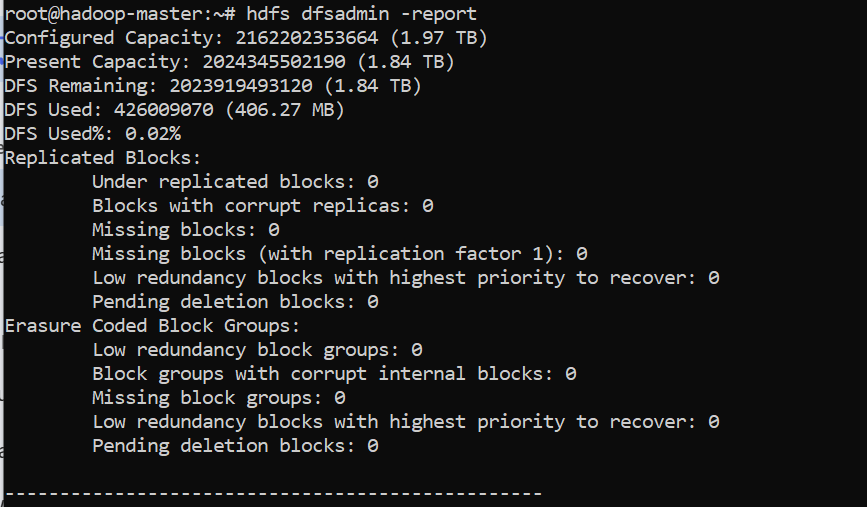 root@hadoop-master:~# hdfs dfsadmin -report
Configured Capacity: 2162202353664 (1.97 TB)
Present Capacity: 2024345502190 (1.84 TB)
DFS Remaining: 2023919493120 (1.84 TB)
DFS Used: 426009070 (406.27 MB)
DFS Used%: 0.02%
Replicated Blocks:
        Under replicated blocks: 0
        Blocks with corrupt replicas: 0
        Missing blocks: 0
        Missing blocks (with replication factor 1): 0
        Low redundancy blocks with highest priority to recover: 0
        Pending deletion blocks: 0
Erasure Coded Block Groups:
        Low redundancy block groups: 0
        Block groups with corrupt internal blocks: 0
        Missing block groups: 0
        Low redundancy blocks with highest priority to recover: 0
        Pending deletion blocks: 0

-------------------------------------------------